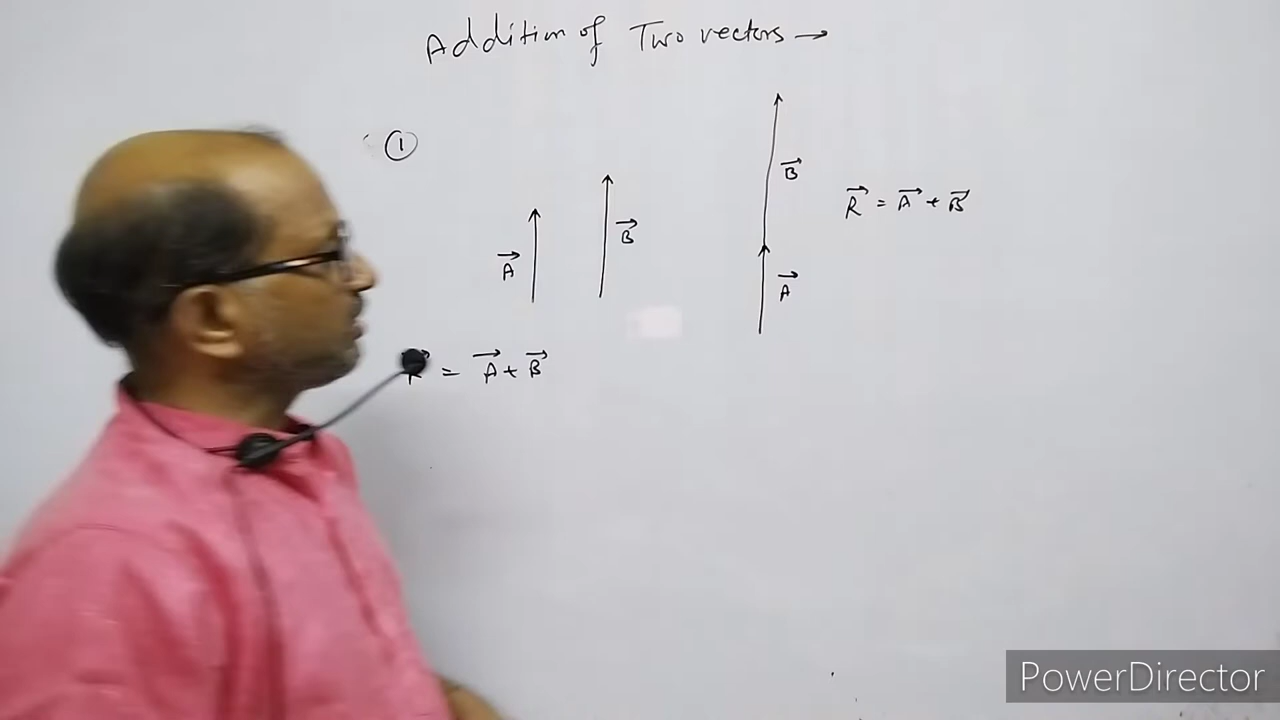 Addition of Two vectors →
①
A⃗
B⃗
B⃗
A⃗
R⃗ = A⃗ + B⃗
= A⃗ + B⃗
PowerDirector